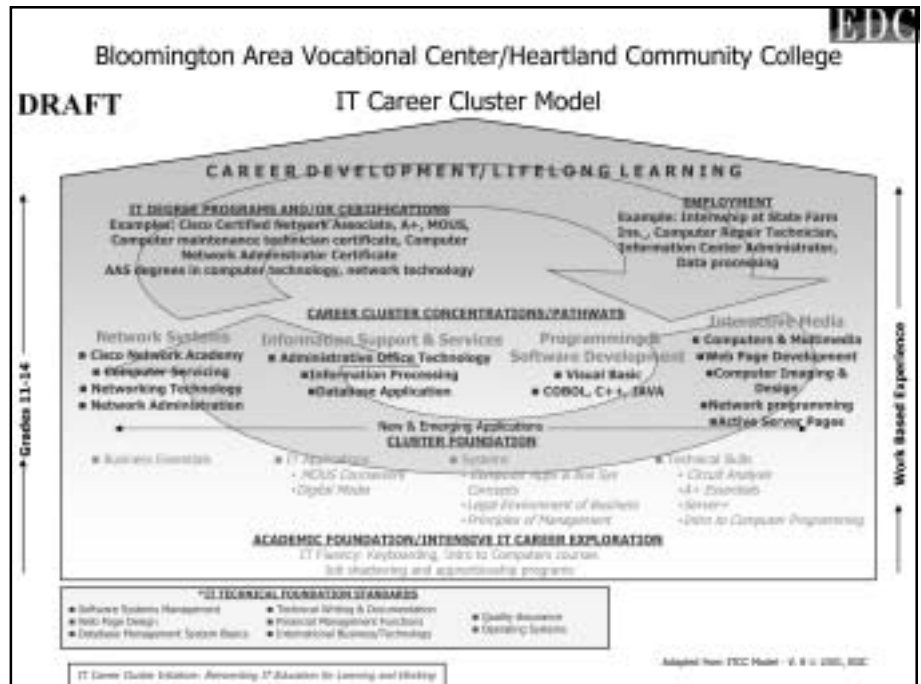 EDC
Bloomington Area Vocational Center/Heartland Community College
DRAFT
IT Career Cluster Model
CAREER DEVELOPMENT/LIFELONG LEARNING
IT DEGREE PROGRAMS AND/OR CERTIFICATIONS
Examples: Cisco Certified Network Associate, A+, MOUS,
Computer maintenance technician certificate, Computer
Network Administrator Certificate
AAS degrees in computer technology, network technology
EMPLOYMENT
Example: Internship at State Farm
Ins., Computer Repair Technician,
Information Center Administrator,
Data processing
CAREER CLUSTER CONCENTRATIONS/PATHWAYS
Network Systems
■ Cisco Network Academy
■ Computer Servicing
■ Networking Technology
■ Network Administration
Information Support & Services
■ Administrative Office Technology
■Information Processing
■Database Application
Programming &
Software Development
■ Visual Basic
■ COBOL, C++, JAVA
Interactive Media
■ Computers & Multimedia
■Web Page Development
■Computer Imaging &
Design
■Network programming
■Active Server Pages
New & Emerging Applications
CLUSTER FOUNDATION
■ Business Essentials
■ IT Applications
• MOUS Coursework
•Digital Media
■ Systems
Concepts
•Legal Environment of Business
•Principles of Management
■ Technical Skills
• Circuit Analysis
•A+ Essentials
•Server+
•Intro to Computer Programming
ACADEMIC FOUNDATION/INTENSIVE IT CAREER EXPLORATION
IT Fluency: Keyboarding, Intro to Computers courses
Job shadowing and apprenticeship programs
Grades 11-14
Work Based Experience
*IT TECHNICAL FOUNDATION STANDARDS
■ Software Systems Management
■ Web Page Design
■ Database Management System Basics
■ Technical Writing & Documentation
■ Financial Management Functions
■ International Business/Technology
■ Quality Assurance
■ Operating Systems
Adapted from ITCC Model - V. 8 2001, EDC
IT Career Cluster Initiative: Reinventing IT Education for Learning and Working